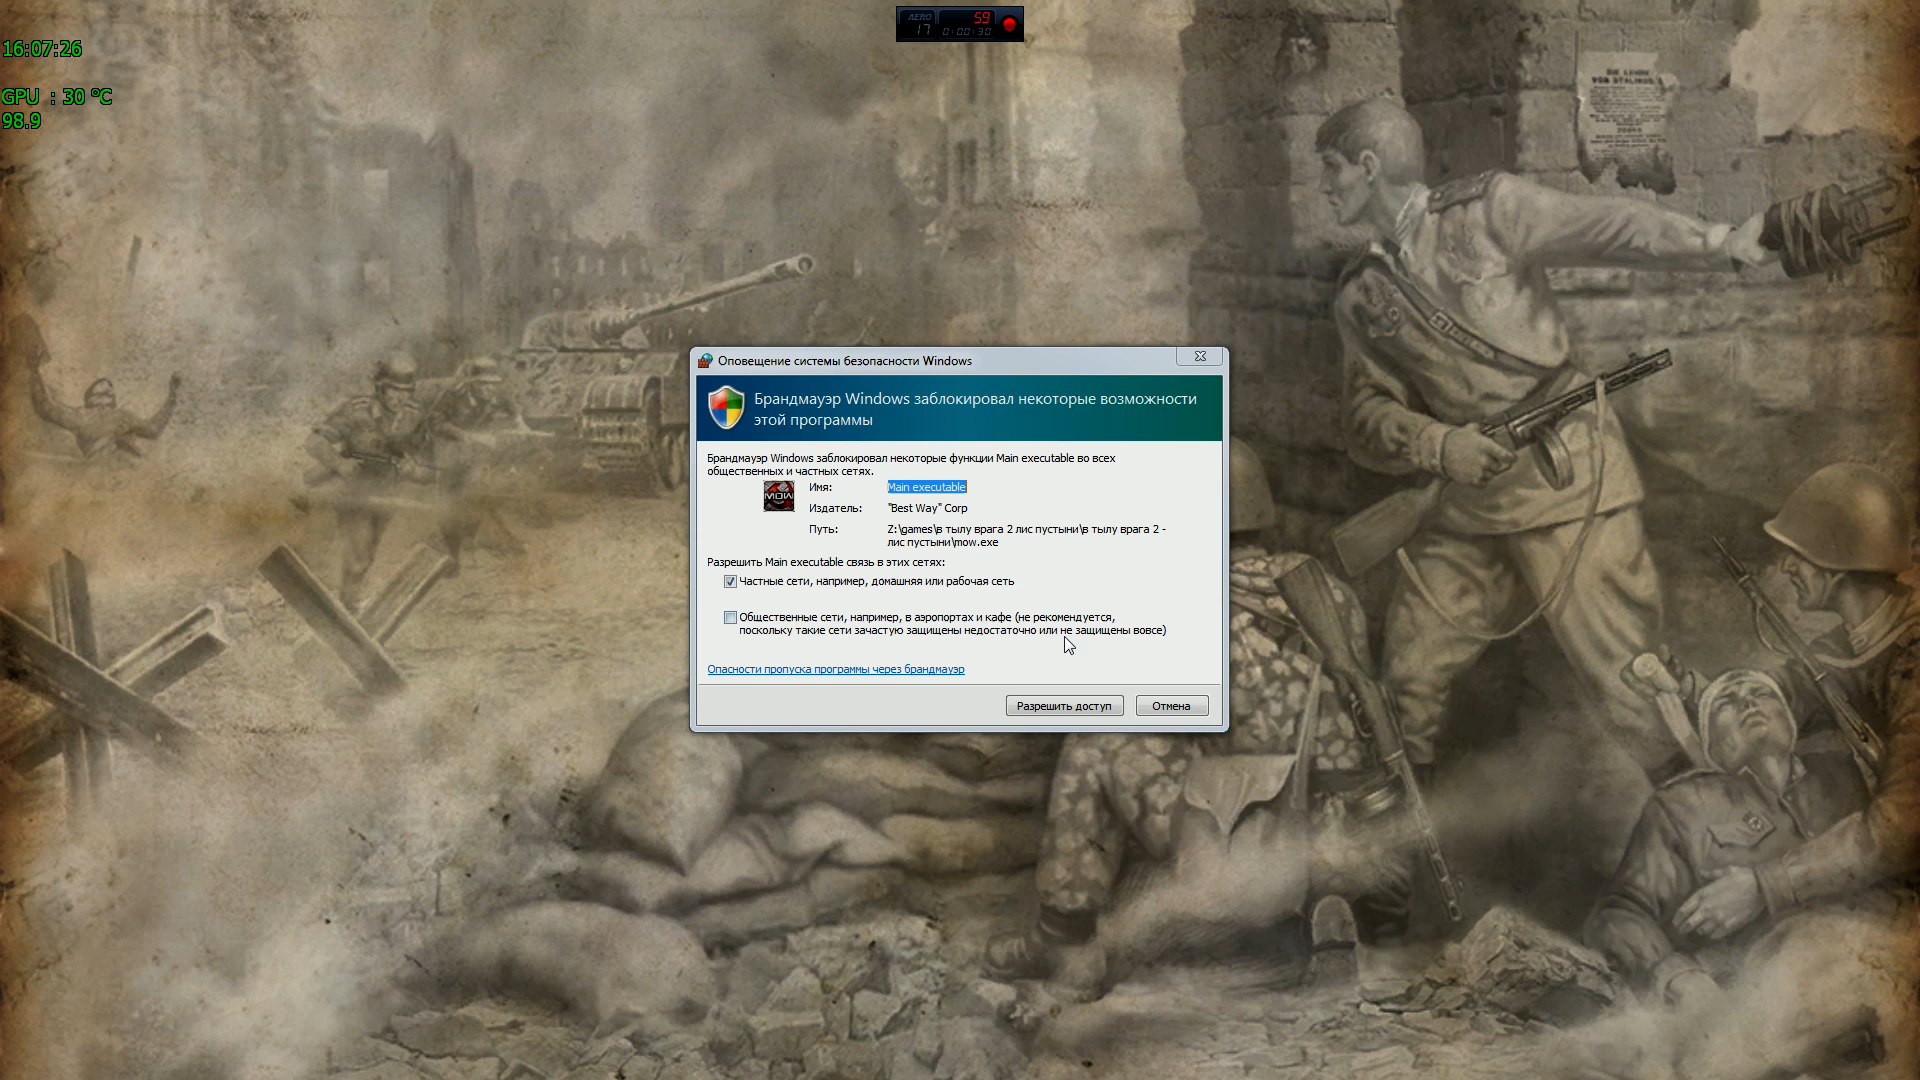 AERO 59
17 0:00:30
16:07:26
GPU : 30 °C
98.9
DIE LEHRE
VON STALINGRAD
Оповещение системы безопасности Windows
Брандмауэр Windows заблокировал некоторые возможности
этой программы
Брандмауэр Windows заблокировал некоторые функции Main executable во всех
общественных и частных сетях.
MOW
Имя: Main executable
Издатель: "Best Way" Corp
Путь: Z:\games\в тылу врага 2 лис пустыни\в тылу врага 2 -
лис пустыни\mow.exe
Разрешить Main executable связь в этих сетях:
Частные сети, например, домашняя или рабочая сеть
Общественные сети, например, в аэропортах и кафе (не рекомендуется,
поскольку такие сети зачастую защищены недостаточно или не защищены вовсе)
Опасности пропуска программы через брандмауэр
Разрешить доступ Отмена